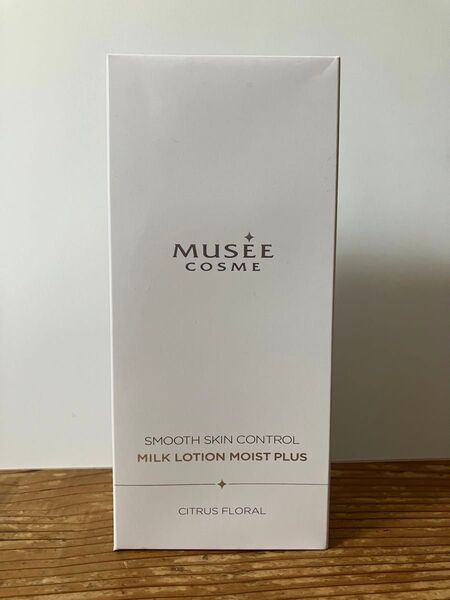 MUSÉE
COSME
SMOOTH SKIN CONTROL
MILK LOTION MOIST PLUS
CITRUS FLORAL